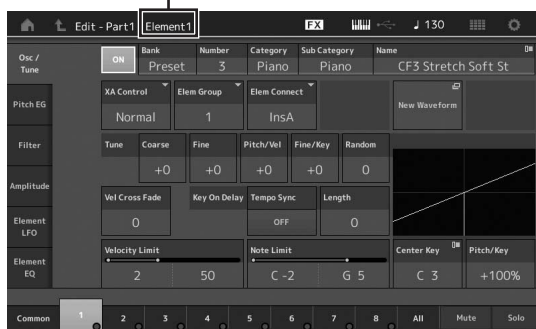 Edit - Part1 Element1 FX 130
Osc / Tune
ON
Bank Preset
Number 3
Category Piano
Sub Category Piano
Name CF3 Stretch Soft St
Pitch EG
XA Control Normal
Elem Group 1
Elem Connect InsA
New Waveform
Filter
Tune
Coarse +0
Fine +0
Pitch/Vel +0
Fine/Key +0
Random 0
Amplitude
Vel Cross Fade 0
Key On Delay
Tempo Sync OFF
Length 0
Element LFO
Element EQ
Velocity Limit 2 50
Note Limit C -2 G 5
Center Key C 3
Pitch/Key +100%
Common 1 2 3 4 5 6 7 8 All Mute Solo